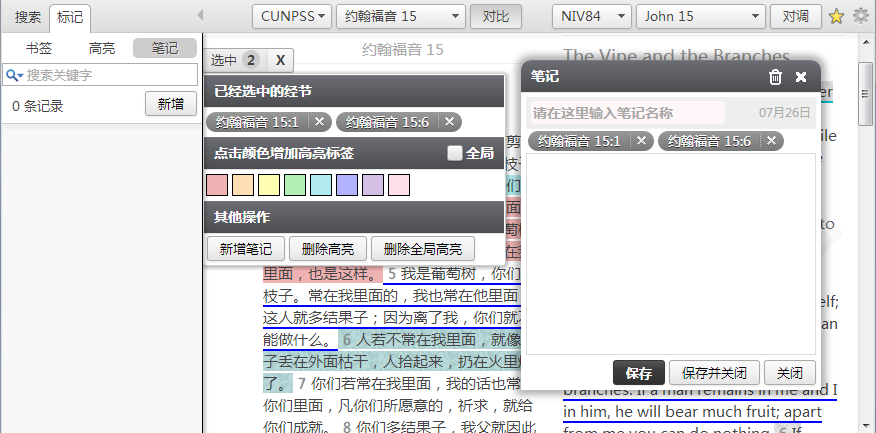 搜索 标记 CUNPSS 约翰福音 15 对比 NIV84 John 15 对调
书签 高亮 笔记
搜索关键字
0 条记录 新增
约翰福音 15
选中 2 X
已经选中的经节
约翰福音 15:1 约翰福音 15:6
点击颜色增加高亮标签 全局
其他操作
新增笔记 删除高亮 删除全局高亮
里面，也是这样。 5 我是葡萄树，你们
枝子。常在我里面的，我也常在他里面
这人就多结果子；因为离了我，你们就不
能做什么。 6 人若不常在我里面，就像
子丢在外面枯干，人拾起来，扔在火里烧
了。 7 你们若常在我里面，我的话也常
你们里面，凡你们所愿意的，祈求，就给
你们成就。 8 你们多结果子，我父就因此
The Vine and the Branches
笔记
请在这里输入笔记名称 07月26日
约翰福音 15:1 约翰福音 15:6
保存 保存并关闭 关闭
branches. If a man remains in me and I
in him, he will bear much fruit; apart
from me you can do nothing. 6 If